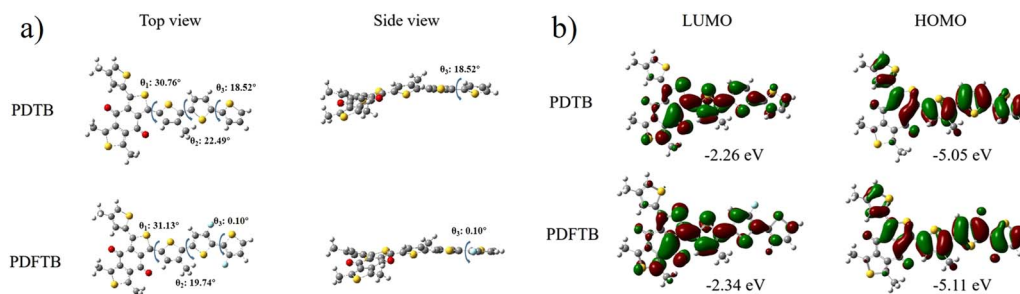 a)
Top view
Side view
PDTB
θ₁: 30.76°
θ₃: 18.52°
θ₂: 22.49°
θ₃: 18.52°
PDFTB
θ₁: 31.13°
θ₃: 0.10°
θ₂: 19.74°
θ₃: 0.10°
b)
LUMO
HOMO
PDTB
-2.26 eV
-5.05 eV
PDFTB
-2.34 eV
-5.11 eV